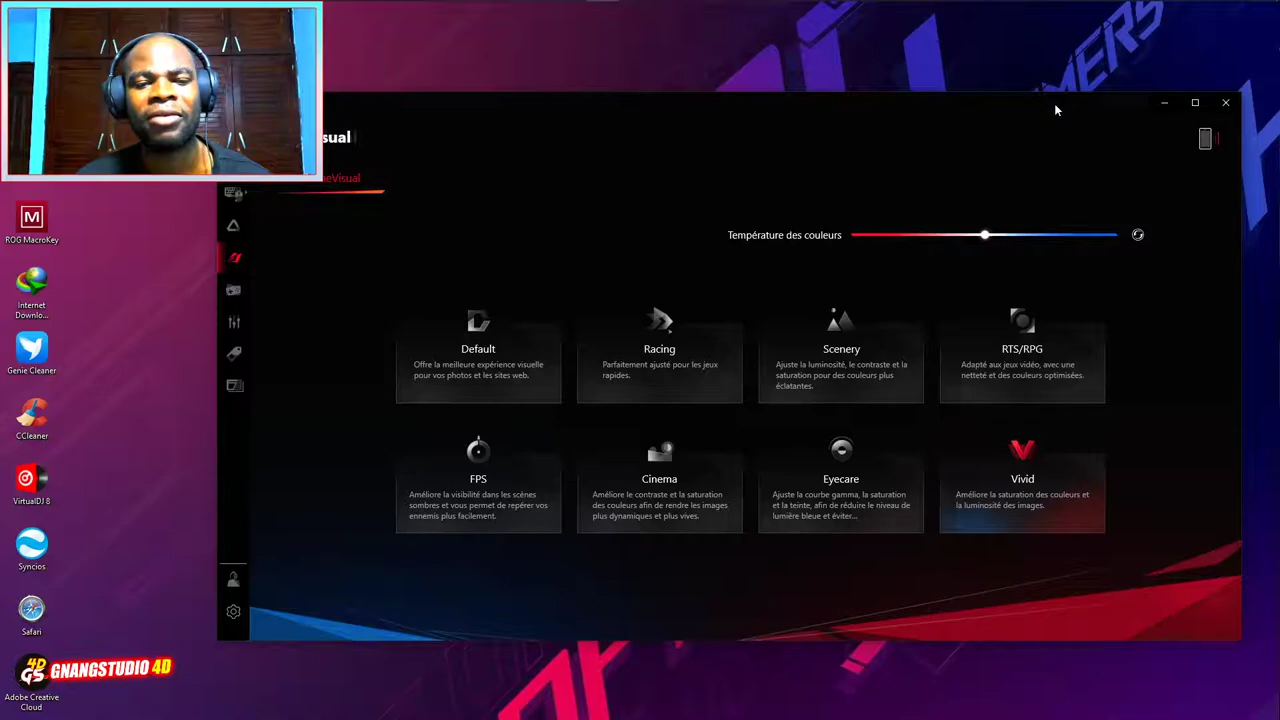 MERS
sual
eVisual
M
ROG MacroKey
Température des couleurs
Internet
Downlo...
Default
Offre la meilleure expérience visuelle
pour vos photos et les sites web.
Racing
Parfaitement ajusté pour les jeux
rapides.
Scenery
Ajuste la luminosité, le contraste et la
saturation pour des couleurs plus
éclatantes.
RTS/RPG
Adapté aux jeux vidéo, avec une
netteté et des couleurs optimisées.
Genie Cleaner
CCleaner
FPS
Améliore la visibilité dans les scènes
sombres et vous permet de repérer vos
ennemis plus facilement.
Cinema
Améliore le contraste et la saturation
des couleurs afin de rendre les images
plus dynamiques et plus vives.
Eyecare
Ajuste la courbe gamma, la saturation
et la teinte, afin de réduire le niveau de
lumière bleue et éviter...
Vivid
Améliore la saturation des couleurs et
la luminosité des images.
VirtualDJ 8
Syncios
Safari
4D
GS
GNANGSTUDIO 4D
Adobe Creative
Cloud